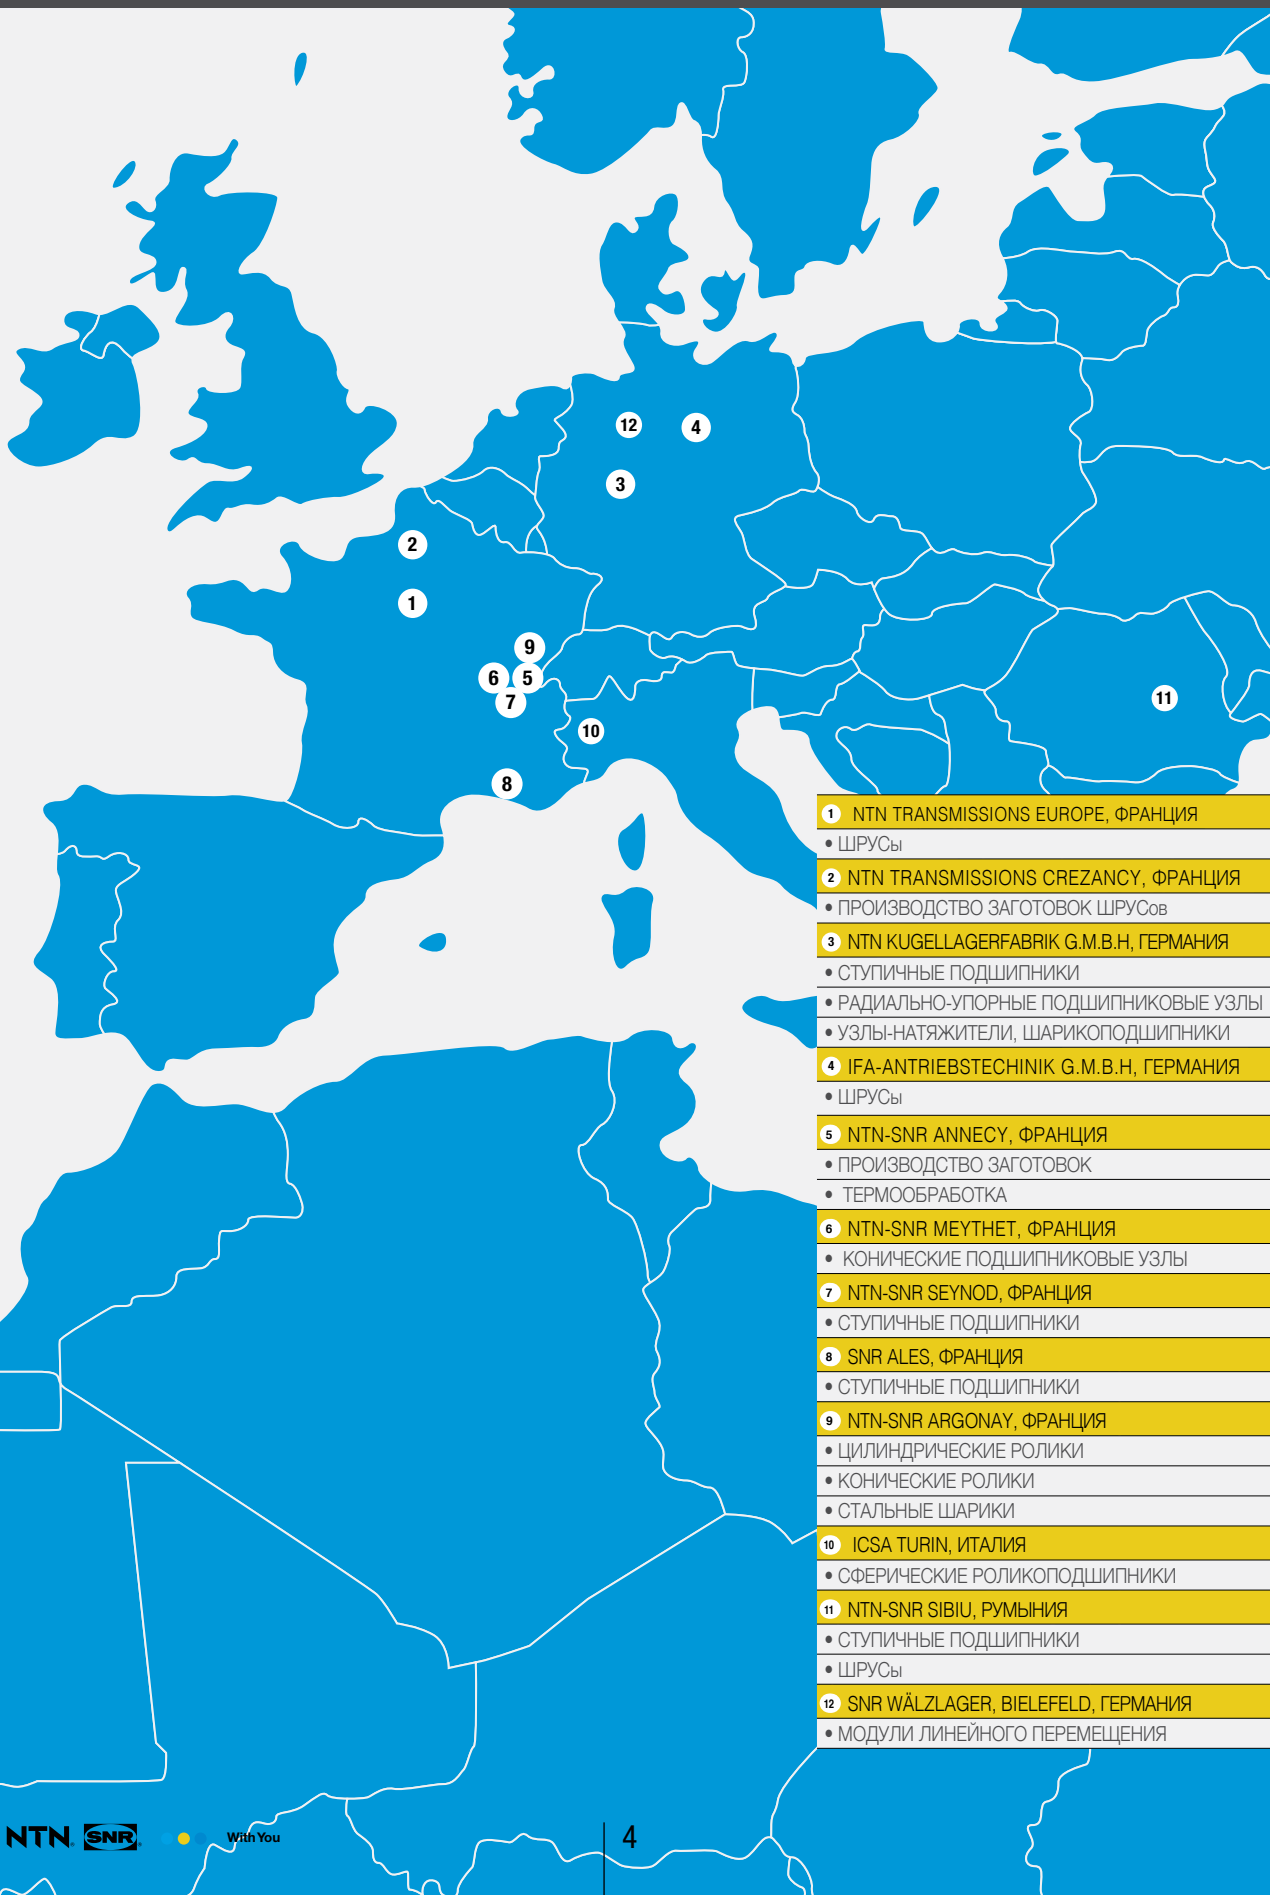 12
4
3
2
1
9
6
5
7
11
10
8
1 NTN TRANSMISSIONS EUROPE, ФРАНЦИЯ
• ШРУСы
2 NTN TRANSMISSIONS CREZANCY, ФРАНЦИЯ
• ПРОИЗВОДСТВО ЗАГОТОВОК ШРУСов
3 NTN KUGELLAGERFABRIK G.M.B.H, ГЕРМАНИЯ
• СТУПИЧНЫЕ ПОДШИПНИКИ
• РАДИАЛЬНО-УПОРНЫЕ ПОДШИПНИКОВЫЕ УЗЛЫ
• УЗЛЫ-НАТЯЖИТЕЛИ, ШАРИКОПОДШИПНИКИ
4 IFA-ANTRIEBSTECHINIK G.M.B.H, ГЕРМАНИЯ
• ШРУСы
5 NTN-SNR ANNECY, ФРАНЦИЯ
• ПРОИЗВОДСТВО ЗАГОТОВОК
• ТЕРМООБРАБОТКА
6 NTN-SNR MEYTHET, ФРАНЦИЯ
• КОНИЧЕСКИЕ ПОДШИПНИКОВЫЕ УЗЛЫ
7 NTN-SNR SEYNOD, ФРАНЦИЯ
• СТУПИЧНЫЕ ПОДШИПНИКИ
8 SNR ALES, ФРАНЦИЯ
• СТУПИЧНЫЕ ПОДШИПНИКИ
9 NTN-SNR ARGONAY, ФРАНЦИЯ
• ЦИЛИНДРИЧЕСКИЕ РОЛИКИ
• КОНИЧЕСКИЕ РОЛИКИ
• СТАЛЬНЫЕ ШАРИКИ
10 ICSA TURIN, ИТАЛИЯ
• СФЕРИЧЕСКИЕ РОЛИКОПОДШИПНИКИ
11 NTN-SNR SIBIU, РУМЫНИЯ
• СТУПИЧНЫЕ ПОДШИПНИКИ
• ШРУСы
12 SNR WÄLZLAGER, BIELEFELD, ГЕРМАНИЯ
• МОДУЛИ ЛИНЕЙНОГО ПЕРЕМЕЩЕНИЯ
NTN SNR With You
4